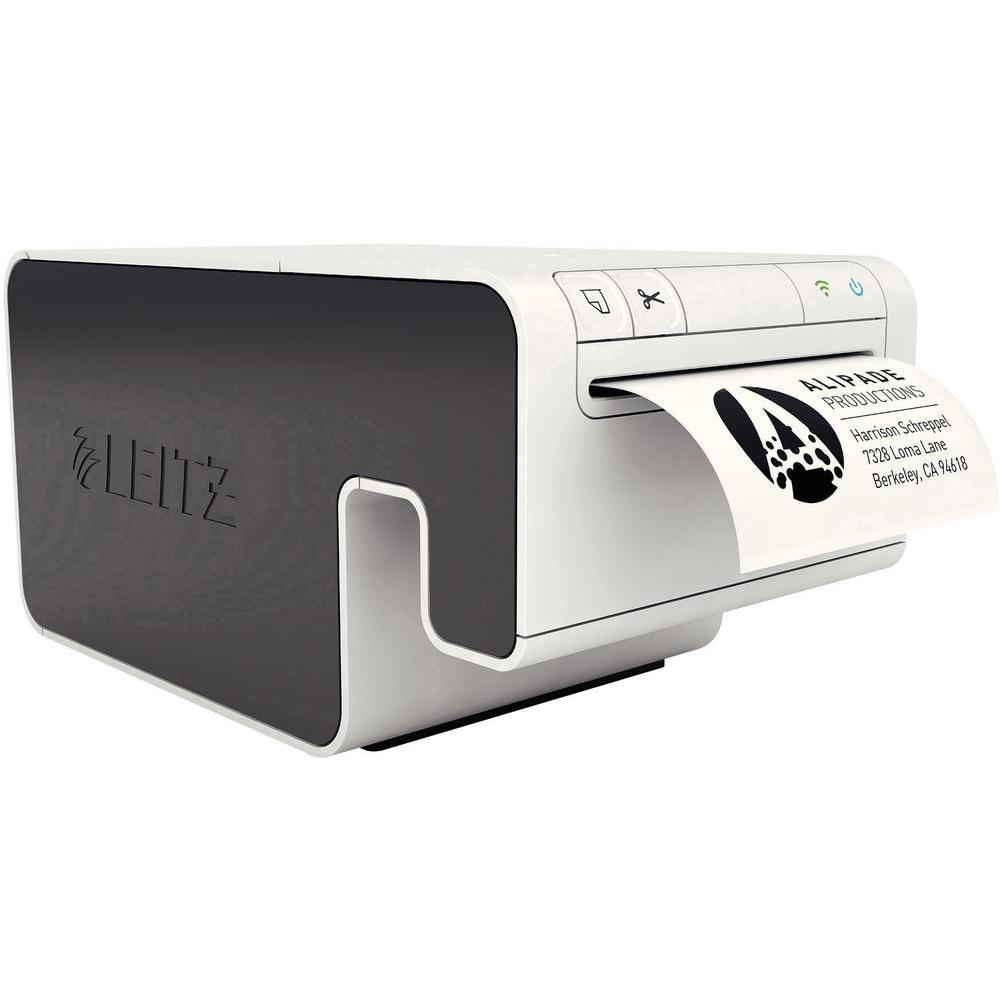 LEITZ
ALIPADE
PRODUCTIONS
Harrison Schreppel
7328 Loma Lane
Berkeley, CA 94618